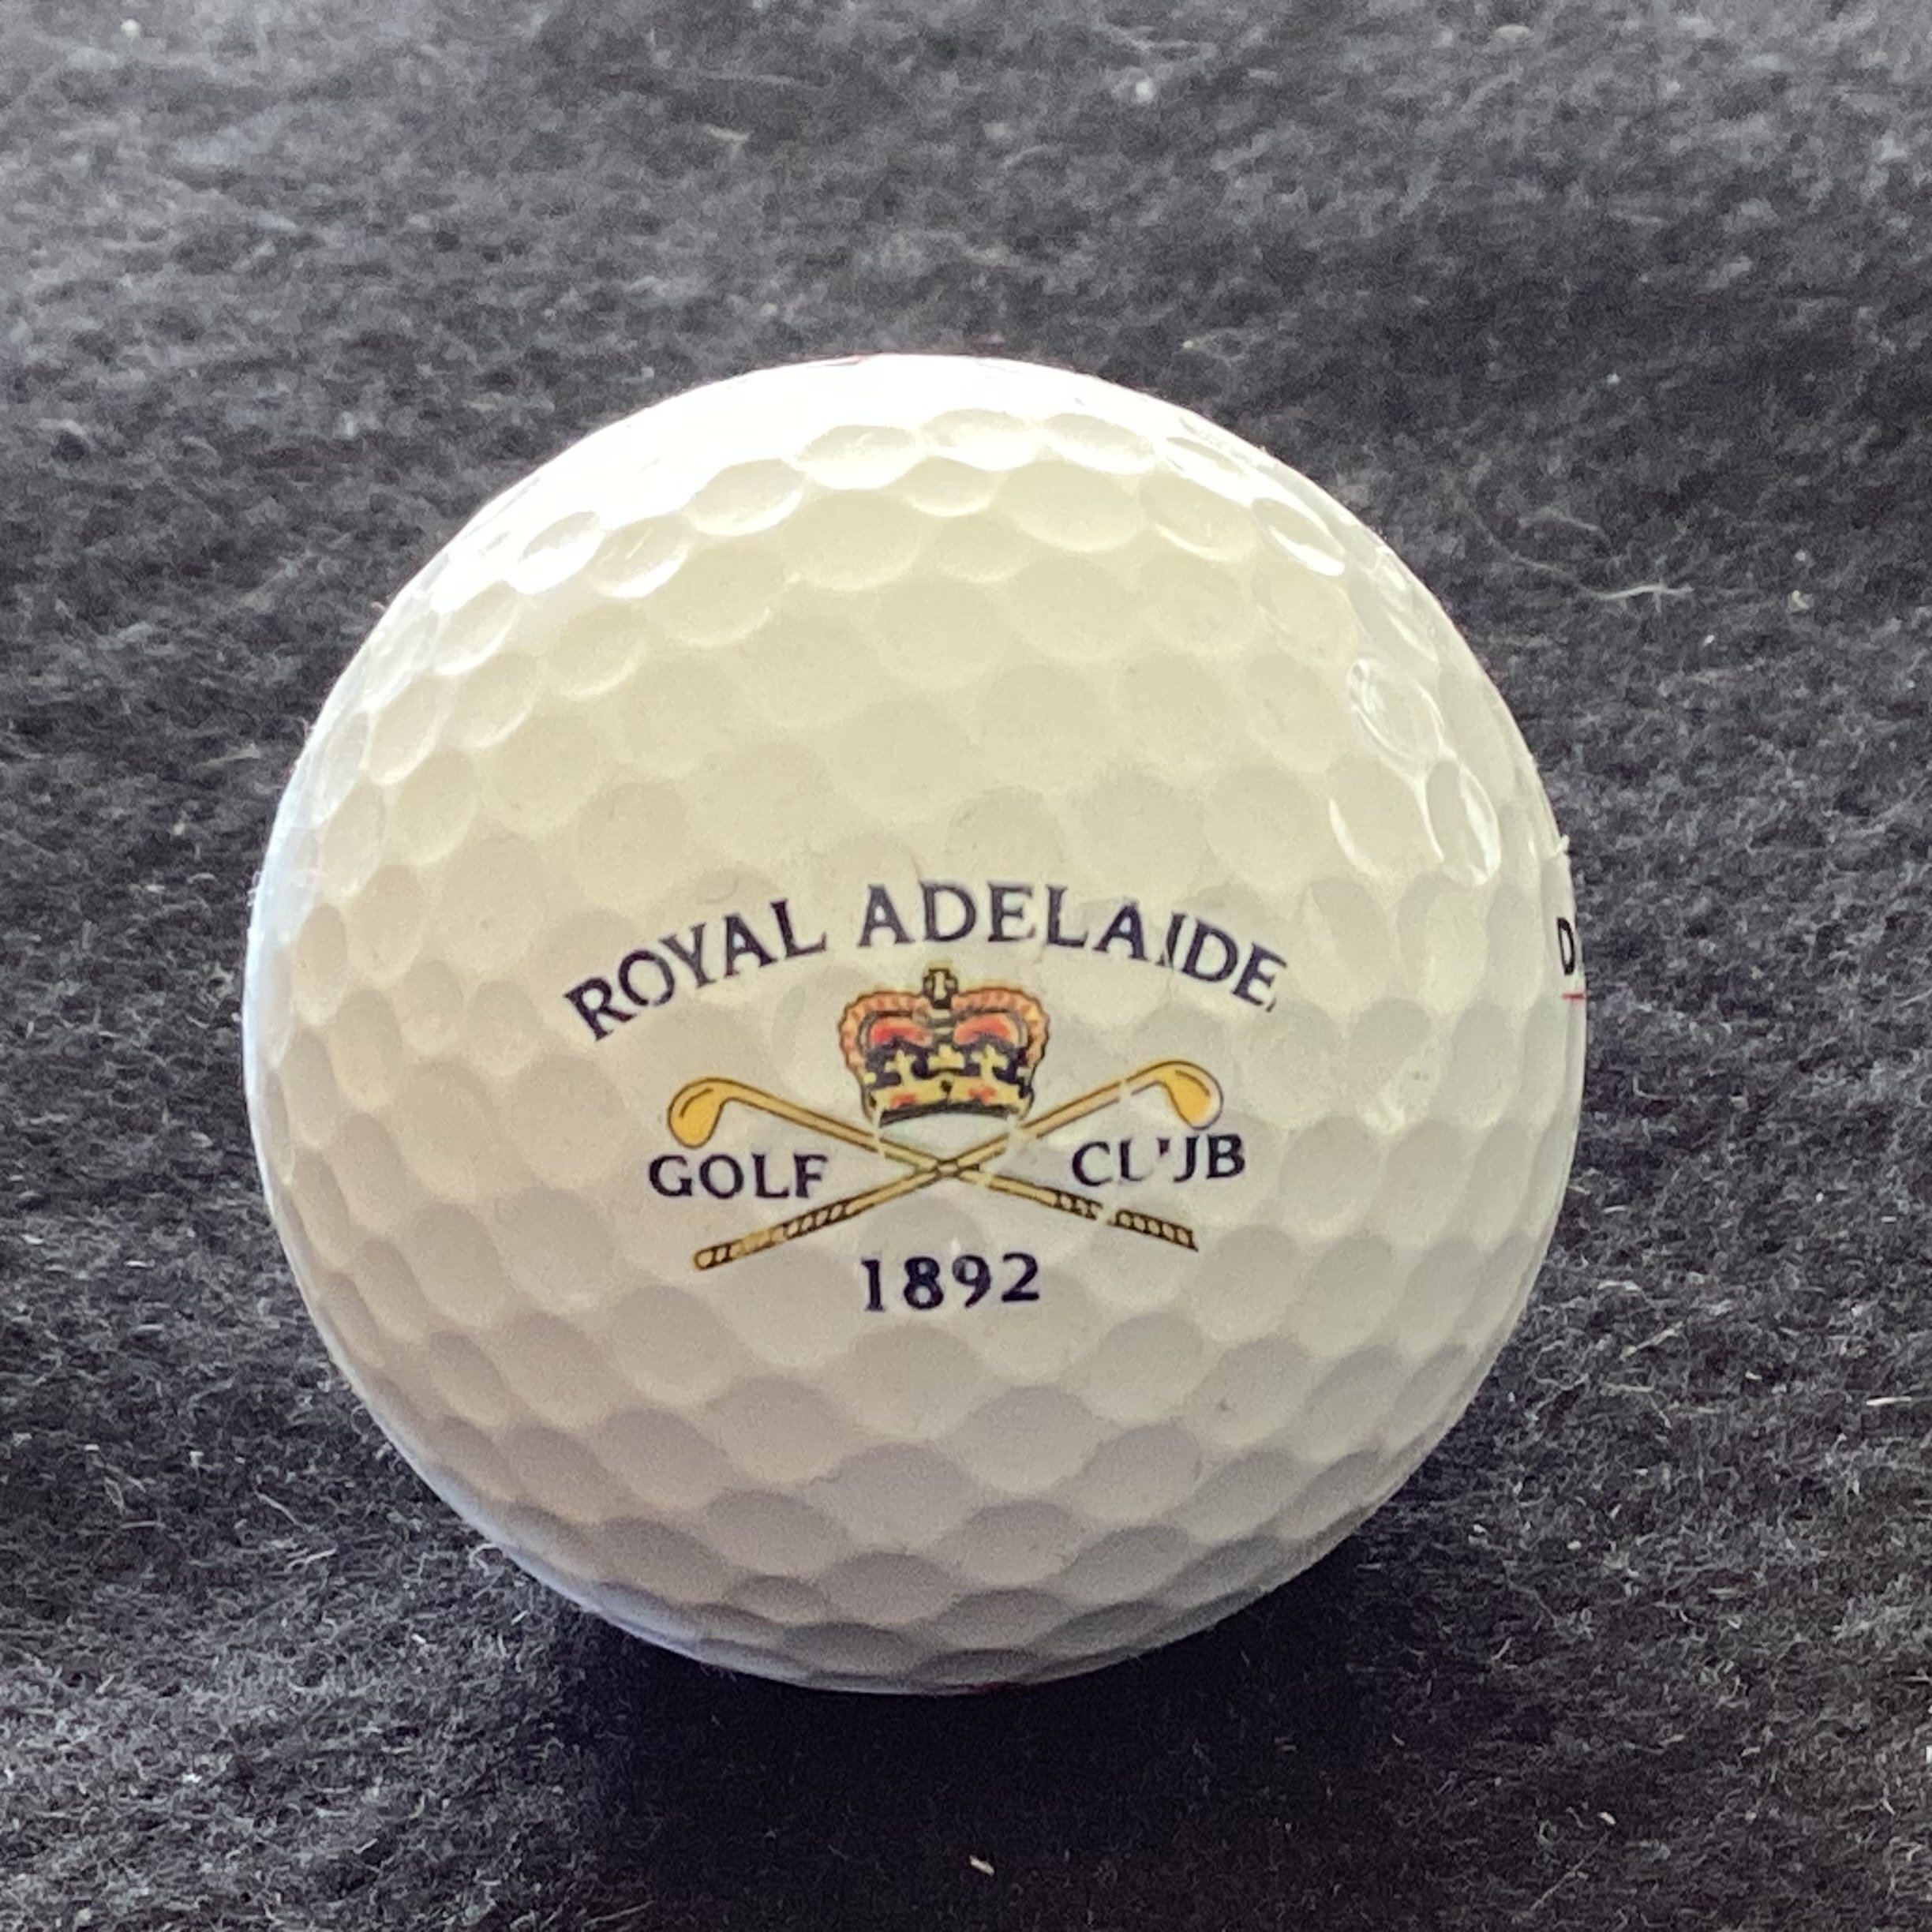 ROYAL ADELAIDE
GOLF CLUB
1892
D